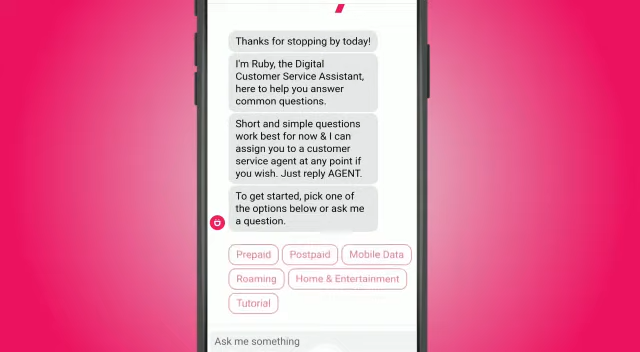 Thanks for stopping by today!
I'm Ruby, the Digital
Customer Service Assistant,
here to help you answer
common questions.
Short and simple questions
work best for now & I can
assign you to a customer
service agent at any point if
you wish. Just reply AGENT.
To get started, pick one of
the options below or ask me
a question.
Prepaid Postpaid Mobile Data
Roaming Home & Entertainment
Tutorial
Ask me something